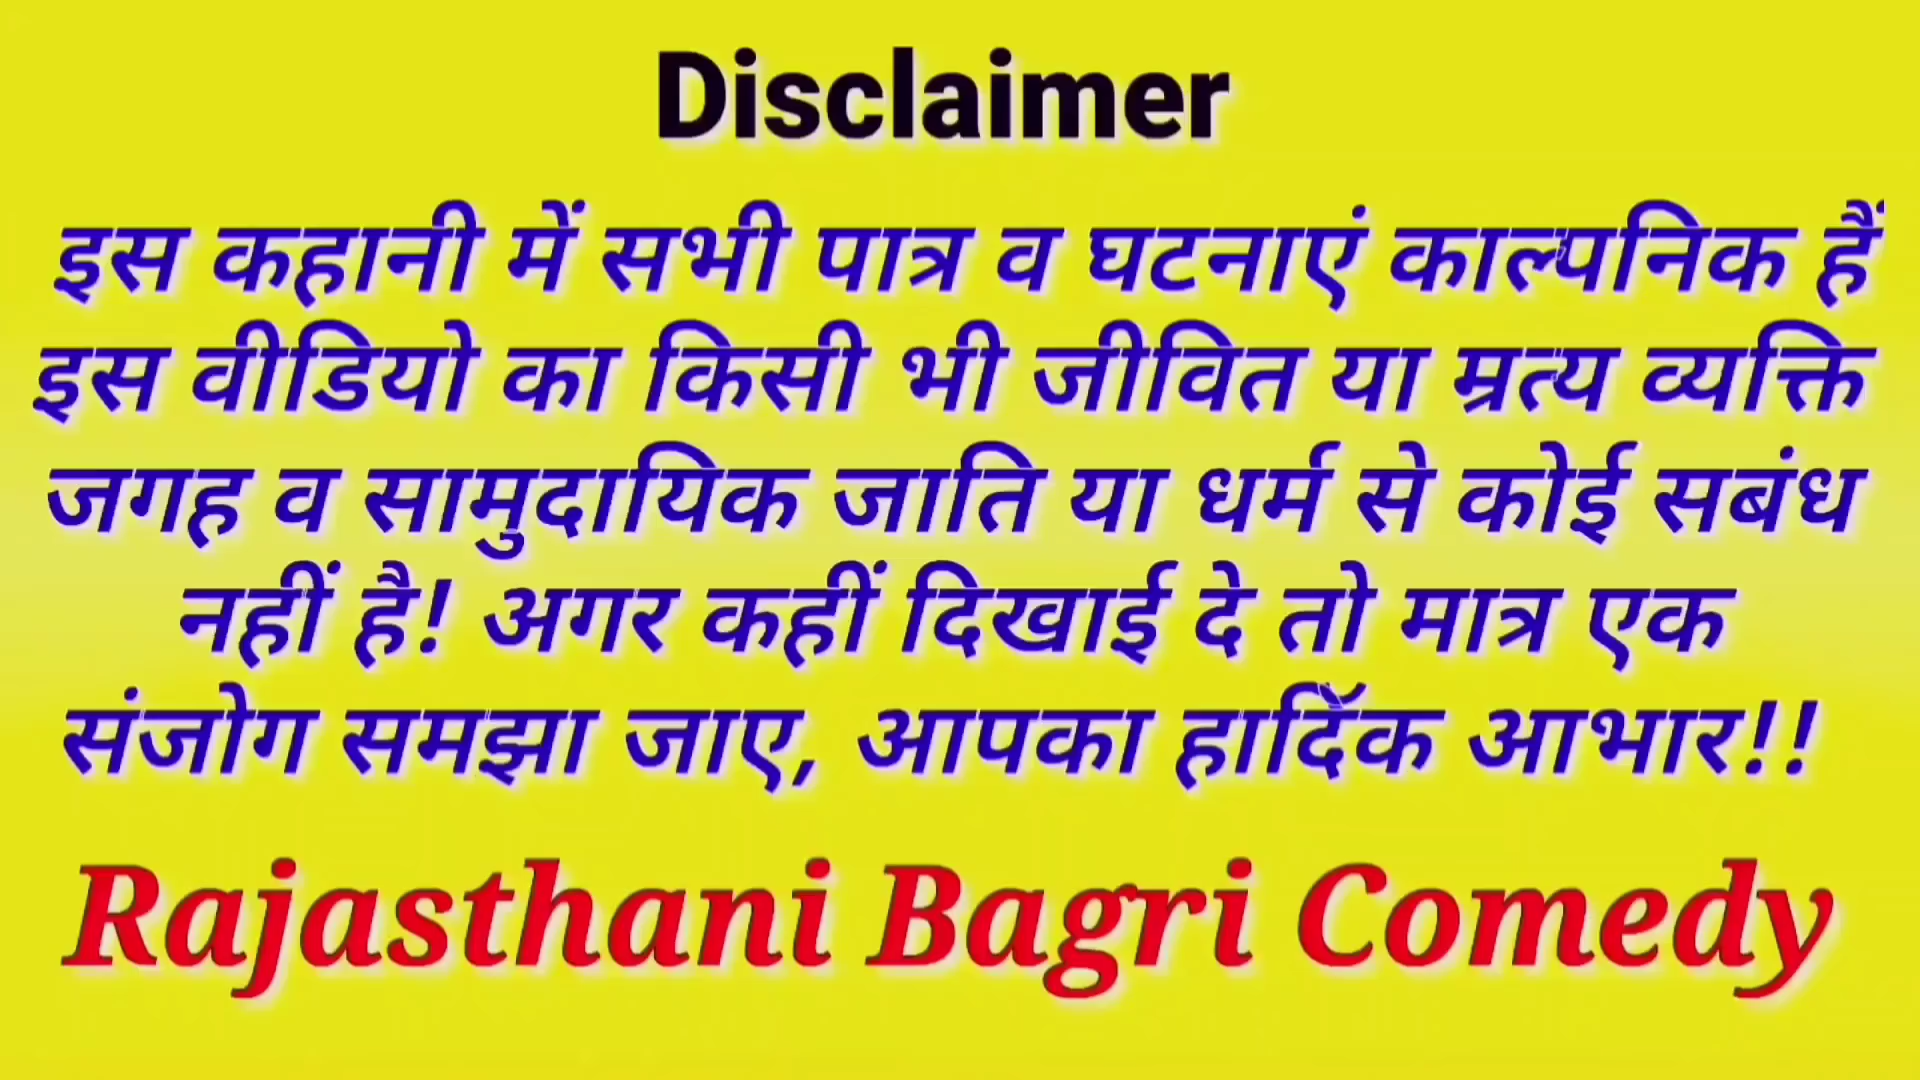 Disclaimer
इस कहानी में सभी पात्र व घटनाएं काल्पनिक हैं
इस वीडियो का किसी भी जीवित या म्रत्य व्यक्ति
जगह व सामुदायिक जाति या धर्म से कोई सबंध
नहीं है! अगर कहीं दिखाई दे तो मात्र एक
संजोग समझा जाए, आपका हार्दिक आभार!!
Rajasthani Bagri Comedy